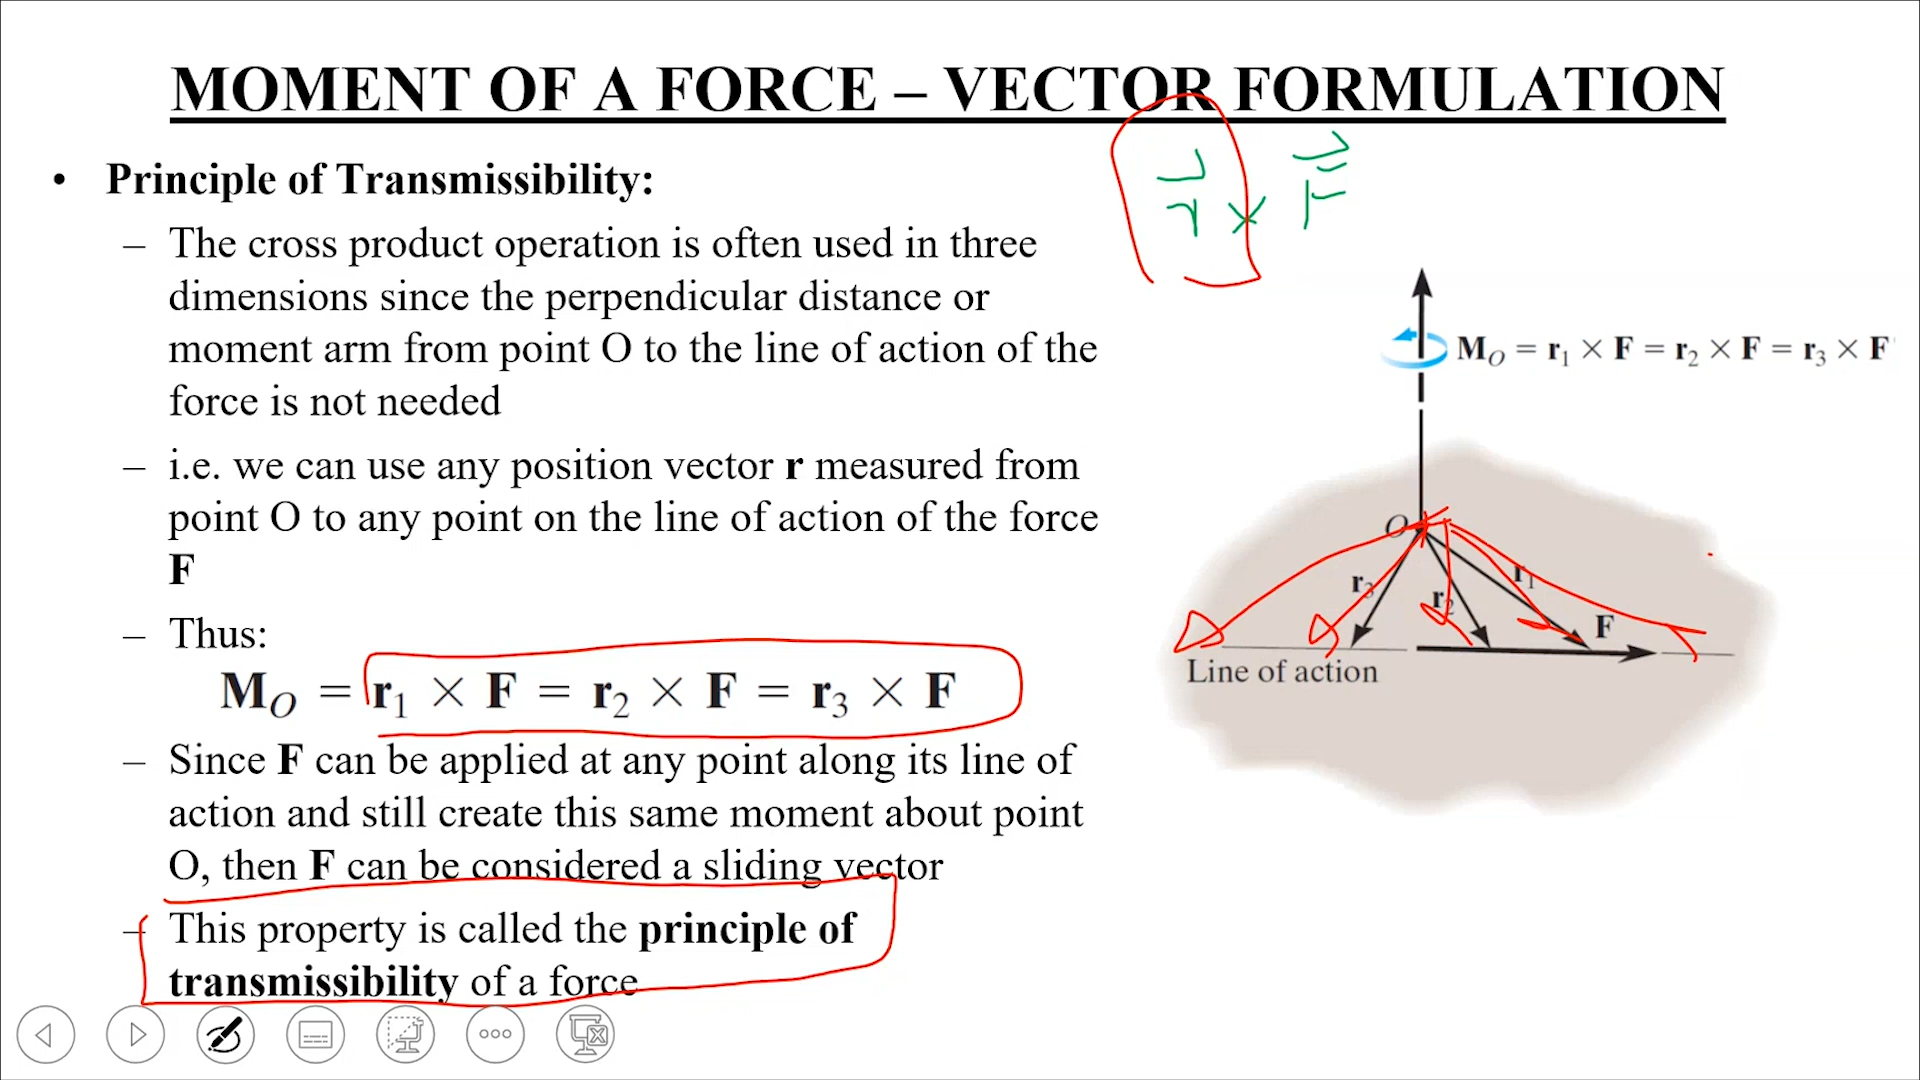 MOMENT OF A FORCE – VECTOR FORMULATION
• Principle of Transmissibility:
– The cross product operation is often used in three
dimensions since the perpendicular distance or
moment arm from point O to the line of action of the
force is not needed
– i.e. we can use any position vector r measured from
point O to any point on the line of action of the force
F
– Thus:
M_O = r₁ × F = r₂ × F = r₃ × F
– Since F can be applied at any point along its line of
action and still create this same moment about point
O, then F can be considered a sliding vector
– This property is called the principle of
transmissibility of a force
r⃗ × F⃗
M_O = r₁ × F = r₂ × F = r₃ × F
O
r₃
r₂
r₁
F
Line of action